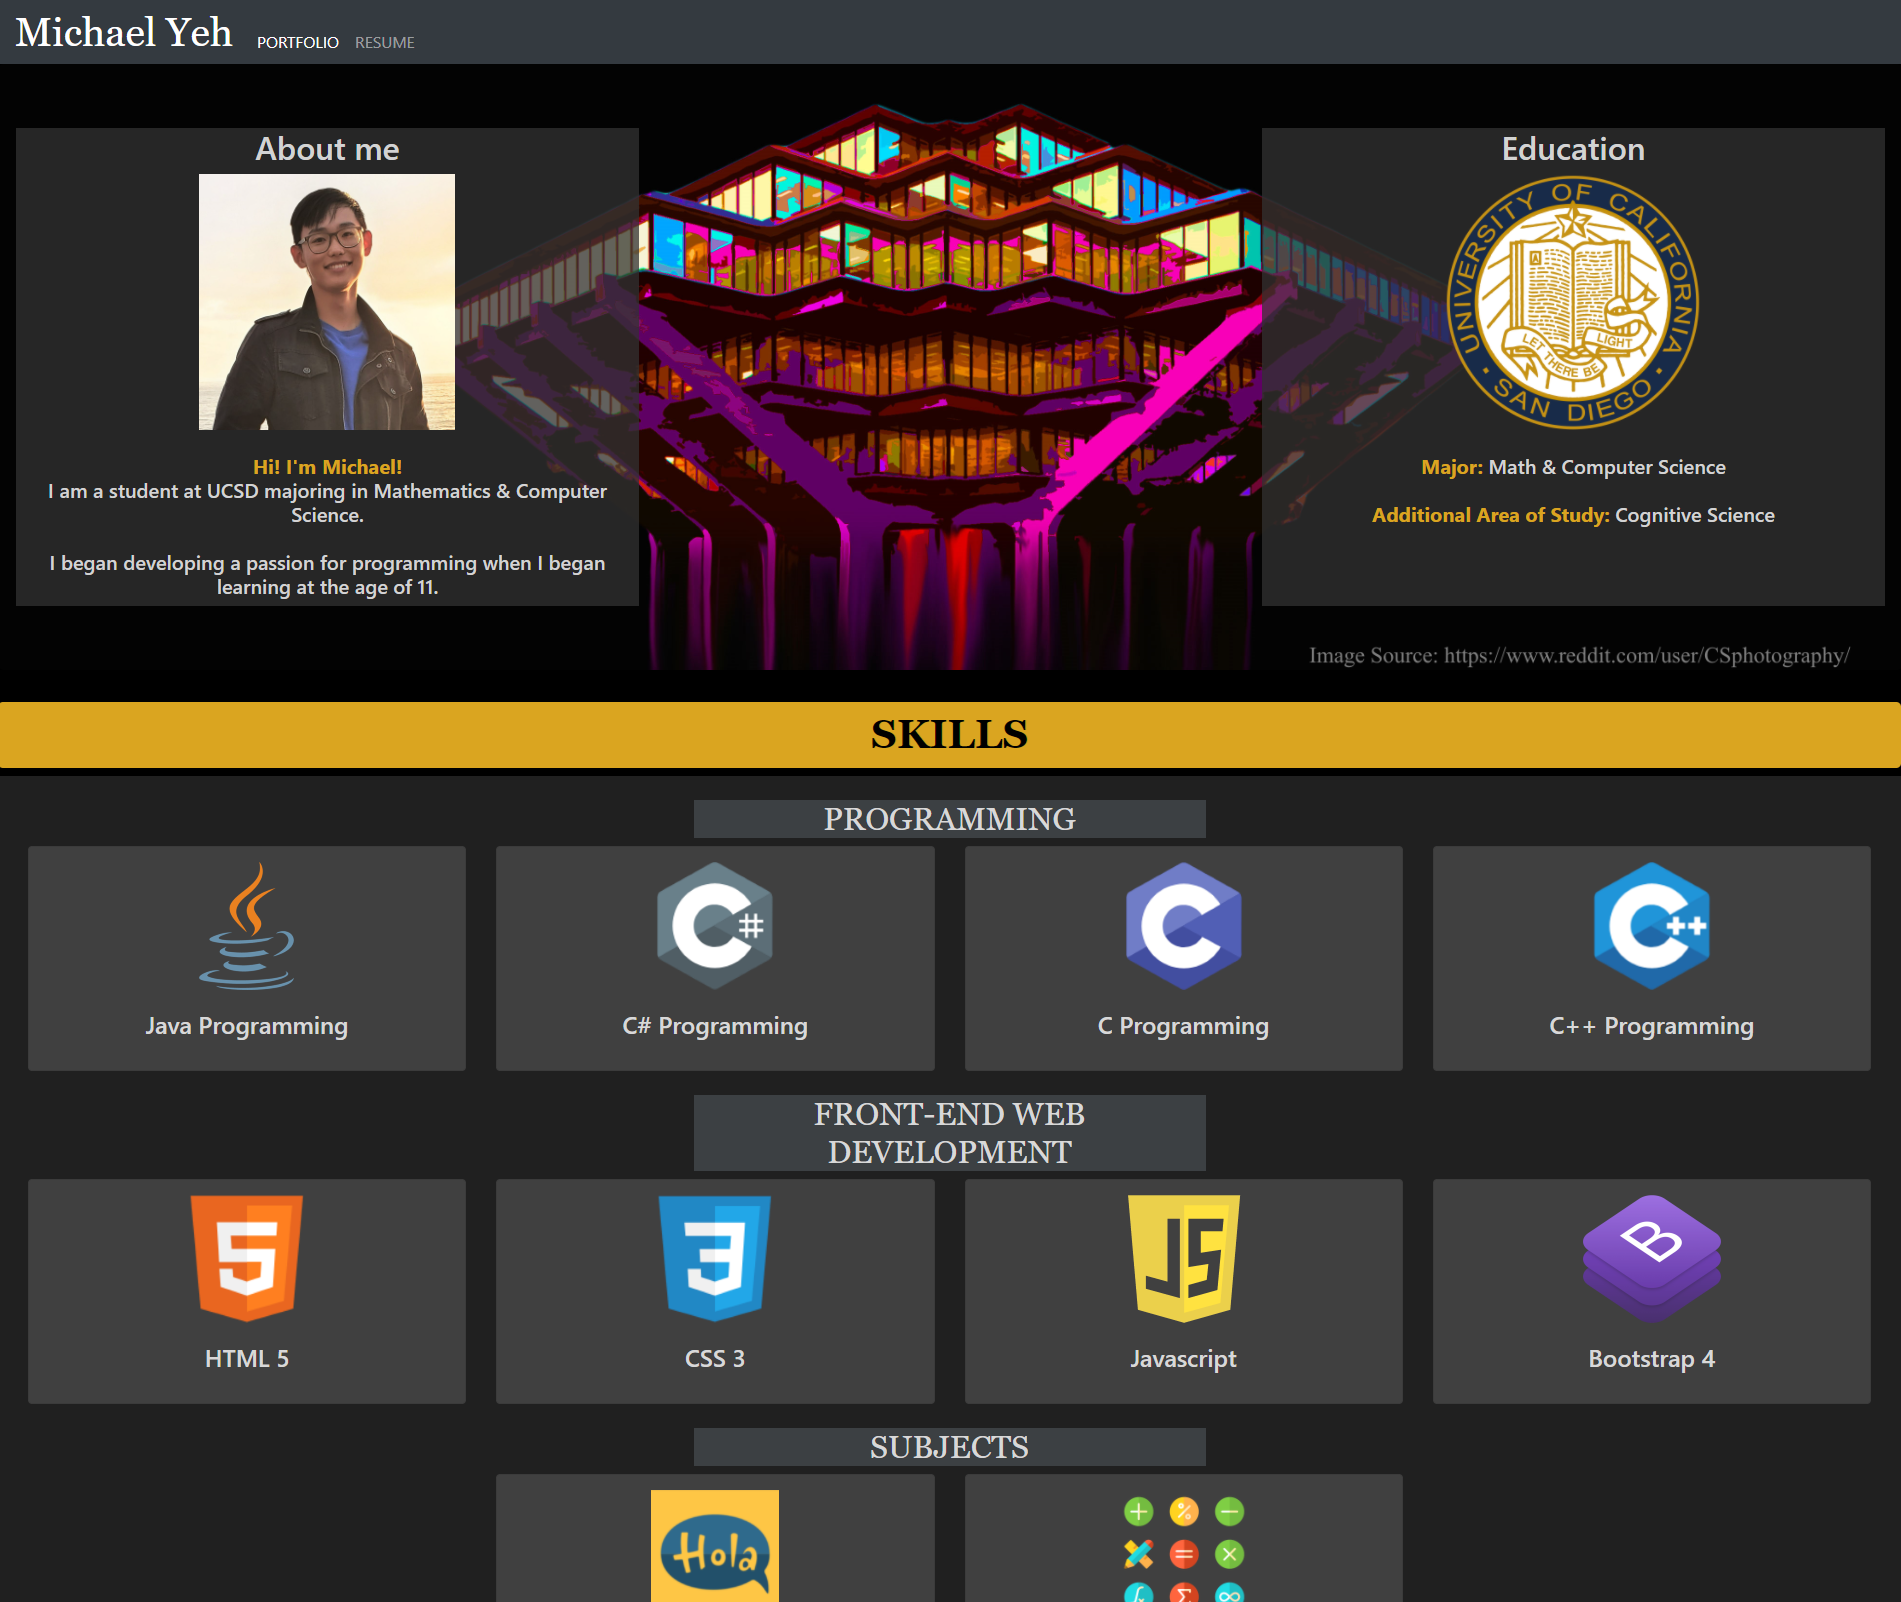 Michael Yeh PORTFOLIO RESUME
About me
Hi! I'm Michael!
I am a student at UCSD majoring in Mathematics & Computer
Science.
I began developing a passion for programming when I began
learning at the age of 11.
Education
UNIVERSITY OF CALIFORNIA
SAN DIEGO
A
LET THERE BE LIGHT
Major: Math & Computer Science
Additional Area of Study: Cognitive Science
Image Source: https://www.reddit.com/user/CSphotography/
SKILLS
PROGRAMMING
C #
C
C ++
Java Programming
C# Programming
C Programming
C++ Programming
FRONT-END WEB
DEVELOPMENT
5
3
JS
B
HTML 5
CSS 3
Javascript
Bootstrap 4
SUBJECTS
Hola
+ % −
= ×
fx Σ ∞